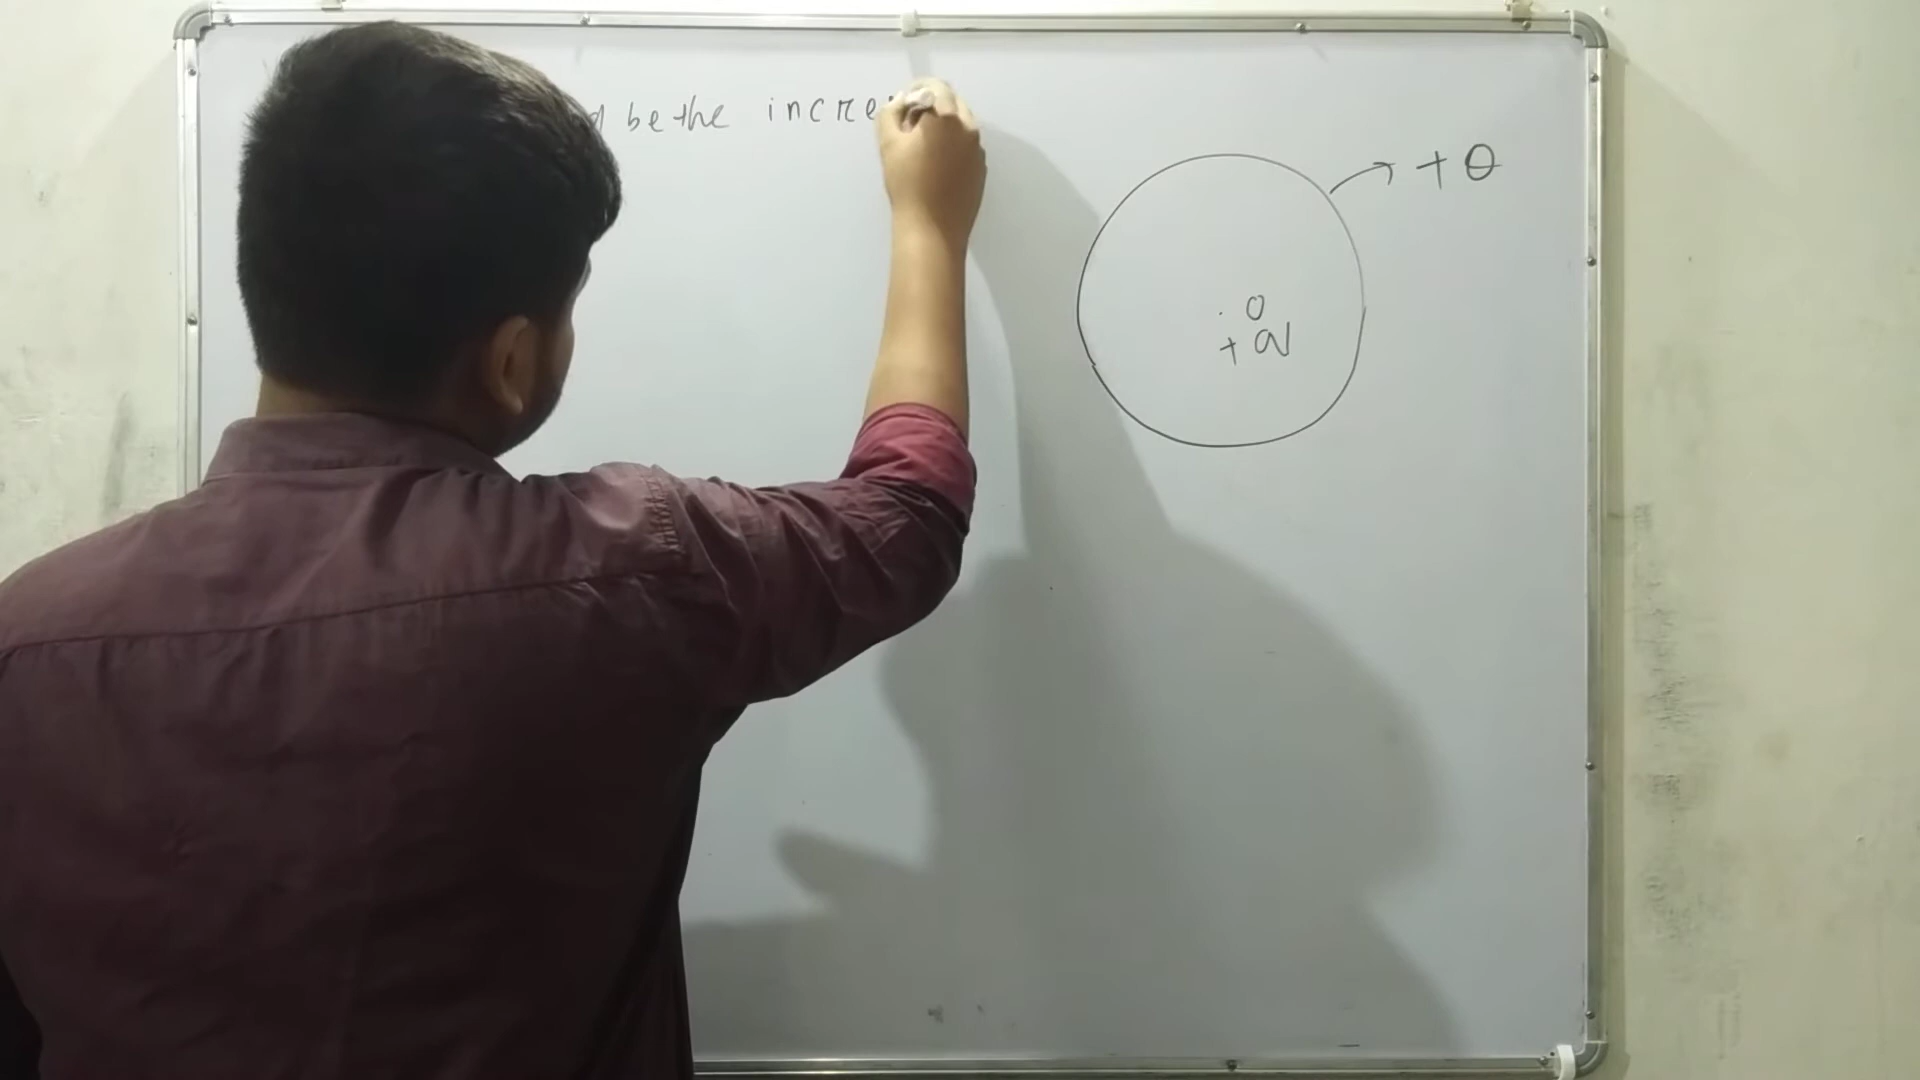 be the incre
+ θ
O
+ q